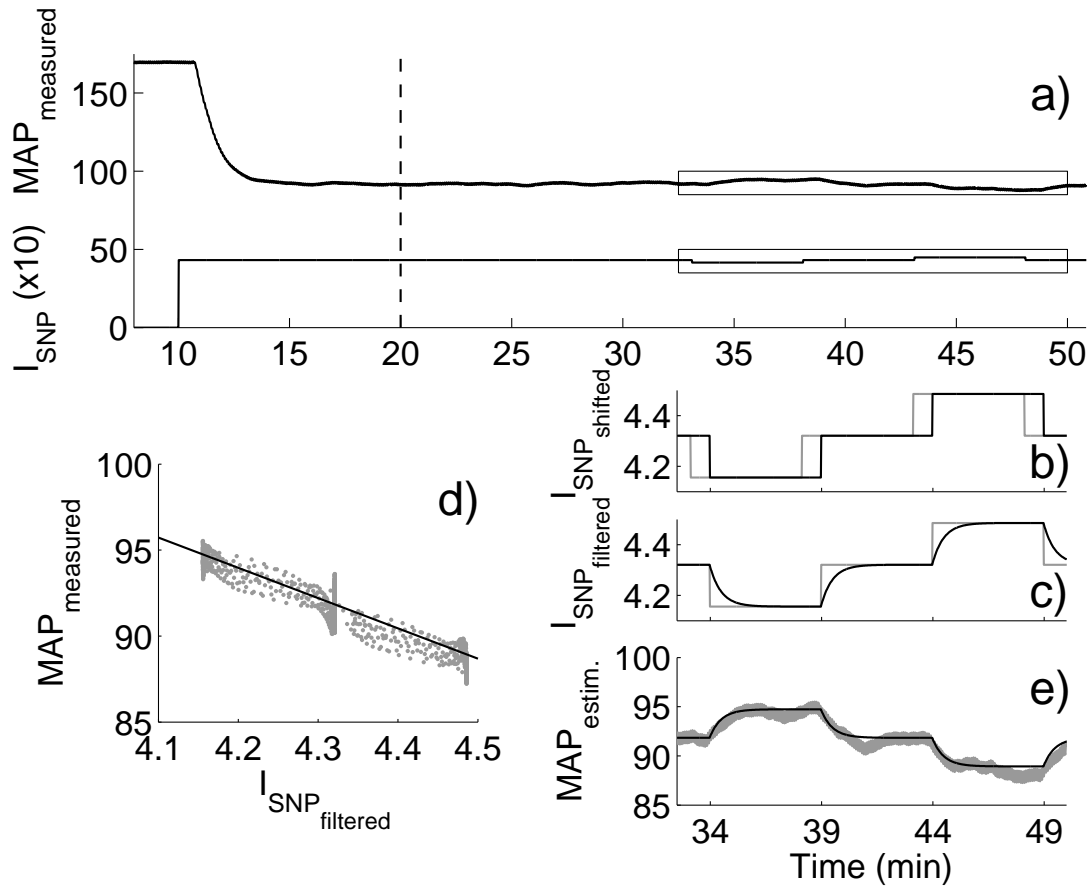 a)
MAP measured
I SNP (x10)
150
100
50
0
10 15 20 25 30 35 40 45 50
b)
I SNP shifted
4.4
4.2
c)
I SNP filtered
4.4
4.2
d)
MAP measured
100
95
90
85
4.1 4.2 4.3 4.4 4.5
I SNP filtered
e)
MAP estim.
100
95
90
85
34 39 44 49
Time (min)